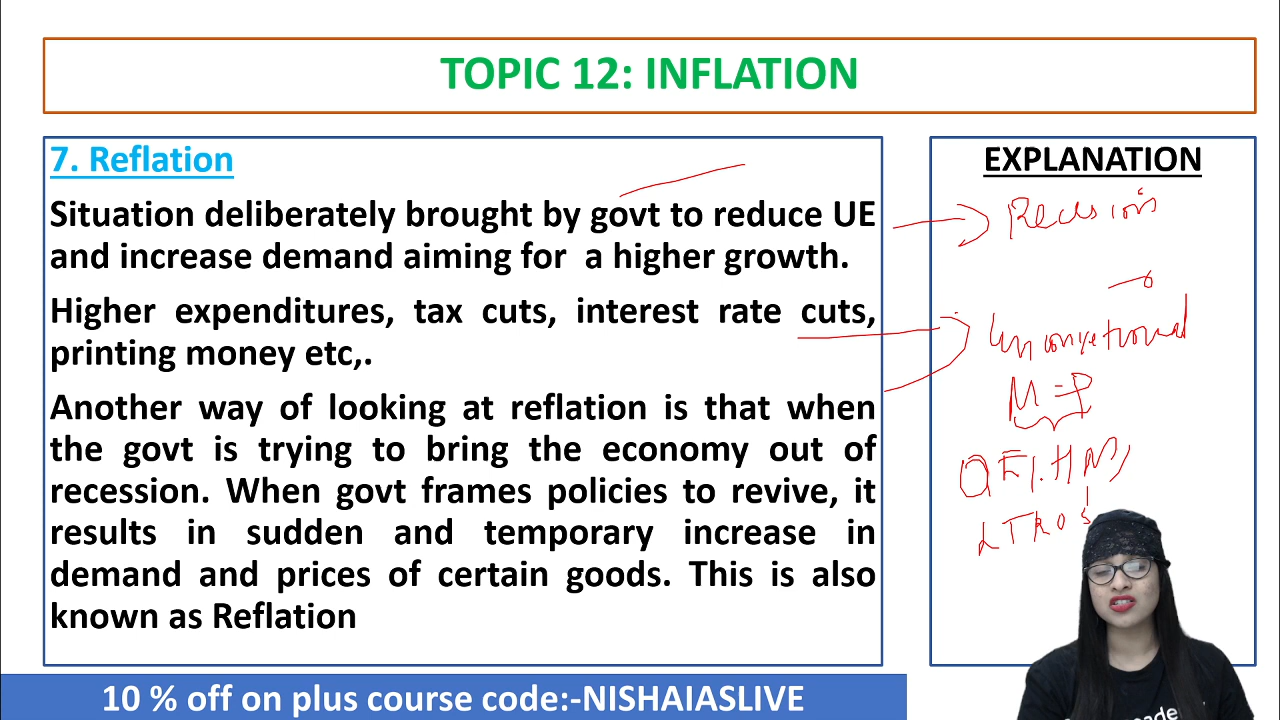 TOPIC 12: INFLATION
7. Reflation
Situation deliberately brought by govt to reduce UE
and increase demand aiming for a higher growth.
Higher expenditures, tax cuts, interest rate cuts,
printing money etc,.
Another way of looking at reflation is that when
the govt is trying to bring the economy out of
recession. When govt frames policies to revive, it
results in sudden and temporary increase in
demand and prices of certain goods. This is also
known as Reflation
EXPLANATION
M = P
QE, HM,
LTROs
10 % off on plus course code:-NISHAIASLIVE